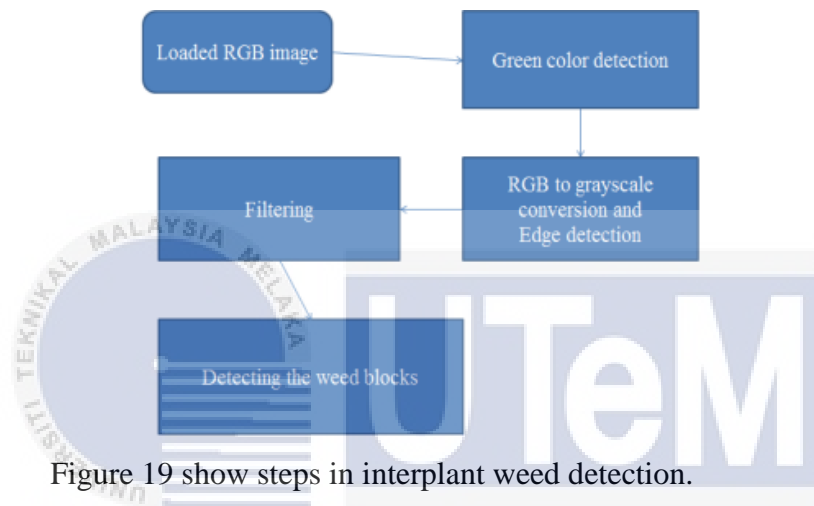 Loaded RGB image
Green color detection
RGB to grayscale
conversion and
Edge detection
Filtering
Detecting the weed blocks
Figure 19 show steps in interplant weed detection.
UTeM
TEKNIKAL MALAYSIA MELAKA